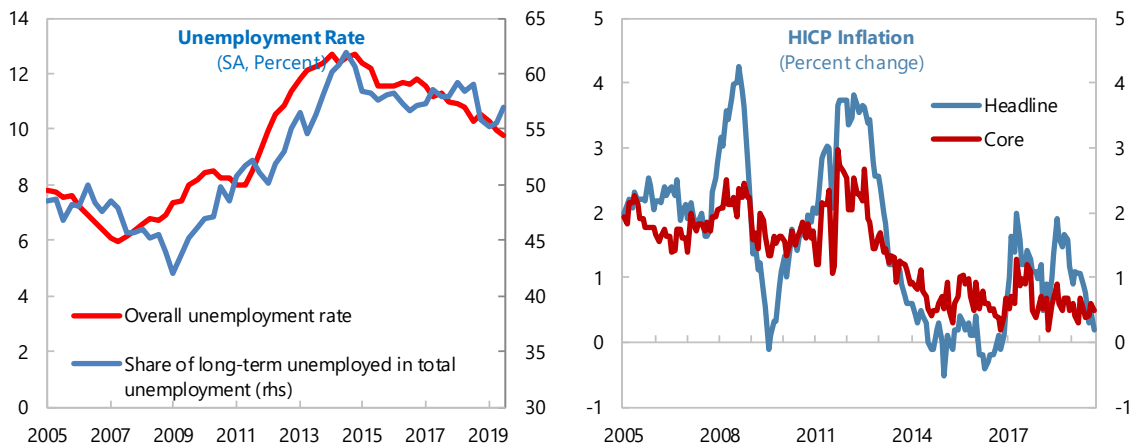 Unemployment Rate
(SA, Percent)
14
12
10
8
6
4
2
0
65
60
55
50
45
40
35
30
Overall unemployment rate
Share of long-term unemployed in total
unemployment (rhs)
2005 2007 2009 2011 2013 2015 2017 2019
HICP Inflation
(Percent change)
5
4
3
2
1
0
-1
5
4
3
2
1
0
-1
Headline
Core
2005 2008 2011 2014 2017